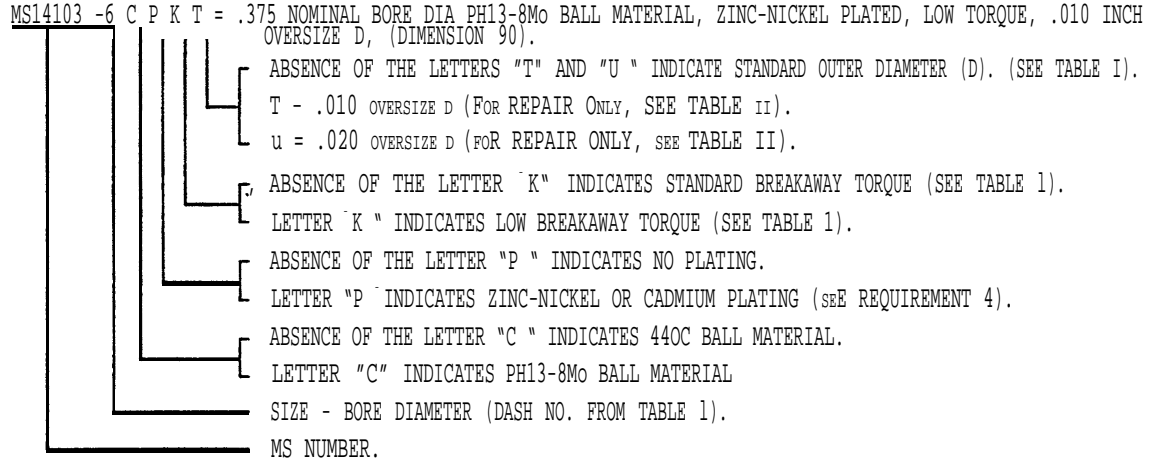 MS14103 -6 C P K T = .375 NOMINAL BORE DIA PH13-8Mo BALL MATERIAL, ZINC-NICKEL PLATED, LOW TORQUE, .010 INCH
OVERSIZE D, (DIMENSION 90).
ABSENCE OF THE LETTERS "T" AND "U " INDICATE STANDARD OUTER DIAMETER (D). (SEE TABLE I).
T - .010 OVERSIZE D (FOR REPAIR ONLY, SEE TABLE II).
u = .020 OVERSIZE D (FOR REPAIR ONLY, SEE TABLE II).
ABSENCE OF THE LETTER ¯K" INDICATES STANDARD BREAKAWAY TORQUE (SEE TABLE l).
LETTER ¯K " INDICATES LOW BREAKAWAY TORQUE (SEE TABLE 1).
ABSENCE OF THE LETTER "P " INDICATES NO PLATING.
LETTER "P ¯ INDICATES ZINC-NICKEL OR CADMIUM PLATING (SEE REQUIREMENT 4).
ABSENCE OF THE LETTER "C " INDICATES 44OC BALL MATERIAL.
LETTER "C" INDICATES PH13-8Mo BALL MATERIAL
SIZE - BORE DIAMETER (DASH NO. FROM TABLE l).
MS NUMBER.